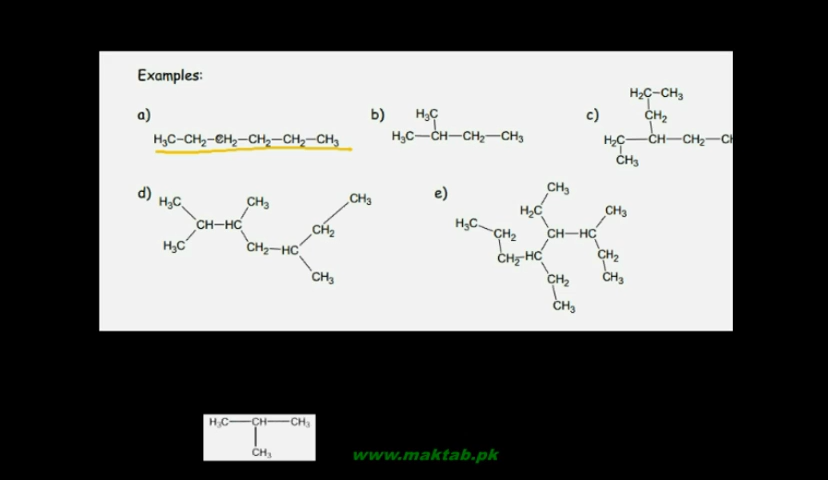 Examples:
a)
H₃C-CH₂-CH₂-CH₂-CH₂-CH₃
b)
H₃C
H₃C-CH-CH₂-CH₃
c)
H₂C-CH₃
CH₂
H₂C-CH-CH₂-
CH₃
d)
H₃C CH₃ CH₃
CH-HC CH₂
H₃C CH₂-HC
CH₃
e)
CH₃
H₂C CH₃
H₃C CH₂ CH-HC
CH₂-HC CH₂
CH₂ CH₃
CH₃
H₃C-CH-CH₃
CH₃
www.maktab.pk